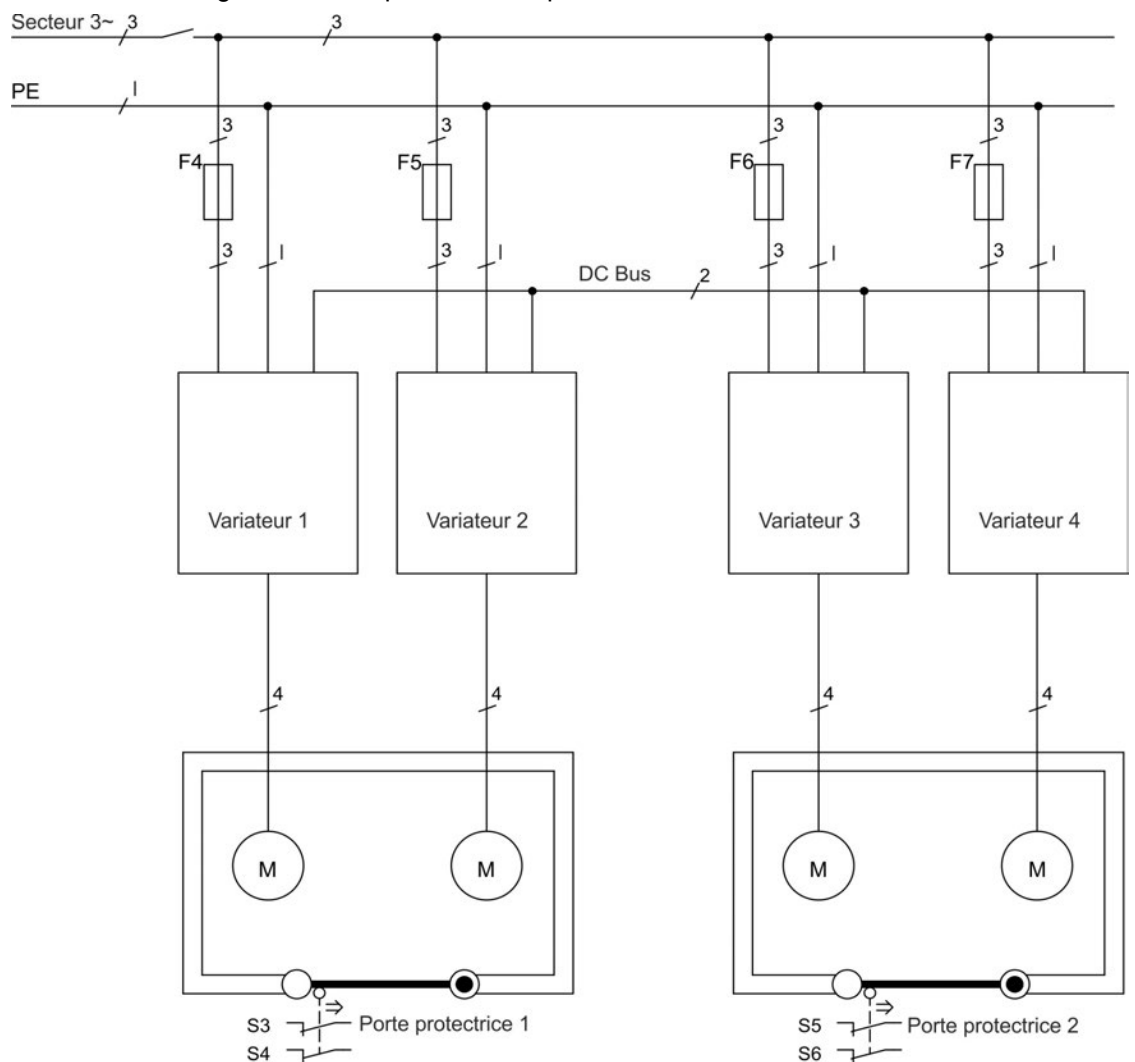 Secteur 3~ 3 3
PE I
3 3 3 3
F4 F5 F6 F7
3 I 3 I 3 I 3 I
DC Bus 2
Variateur 1 Variateur 2 Variateur 3 Variateur 4
4 4 4 4
M M M M
S3 Porte protectrice 1 S5 Porte protectrice 2
S4 S6